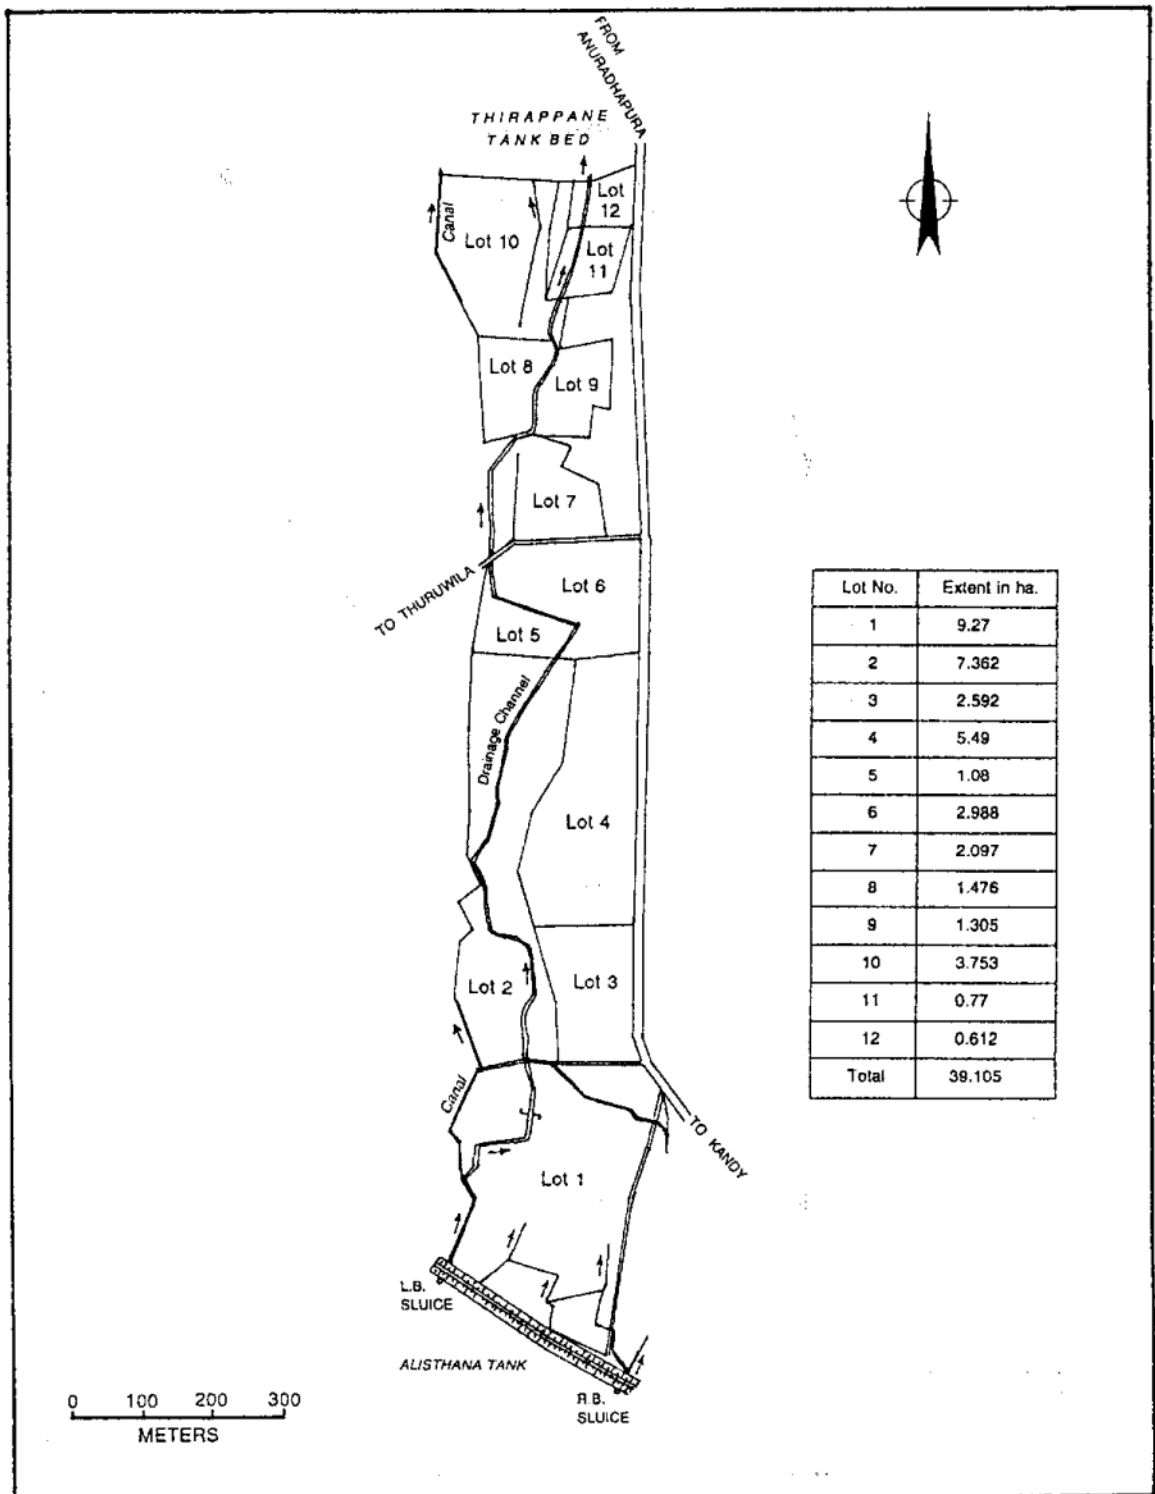 FROM
ANURADHAPURA
THIRAPPANE
TANK BED
Lot
12
Canal
Lot 10
Lot
11
Lot 8
Lot 9
Lot 7
TO THURUWILA
Lot 6
Lot 5
Drainage Channel
Lot 4
Lot 2
Lot 3
Canal
TO KANDY
Lot 1
L.B.
SLUICE
ALISTHANA TANK
R.B.
SLUICE
0 100 200 300
METERS
Lot No. Extent in ha.
1 9.27
2 7.362
3 2.592
4 5.49
5 1.08
6 2.988
7 2.097
8 1.476
9 1.305
10 3.753
11 0.77
12 0.612
Total 39.105